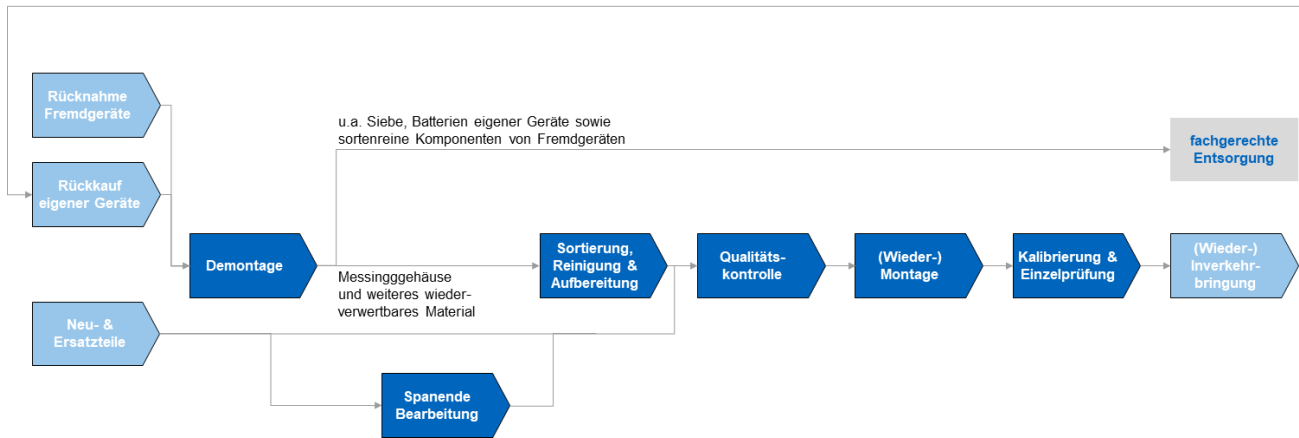 Rücknahme
Fremdgeräte
u.a. Siebe, Batterien eigener Geräte sowie
sortenreine Komponenten von Fremdgeräten
fachgerechte
Entsorgung
Rückkauf
eigener Geräte
Demontage
Messingggehäuse
und weiteres wieder-
verwertbares Material
Sortierung,
Reinigung &
Aufbereitung
Qualitäts-
kontrolle
(Wieder-)
Montage
Kalibrierung &
Einzelprüfung
(Wieder-)
Inverkehr-
bringung
Neu- &
Ersatzteile
Spanende
Bearbeitung